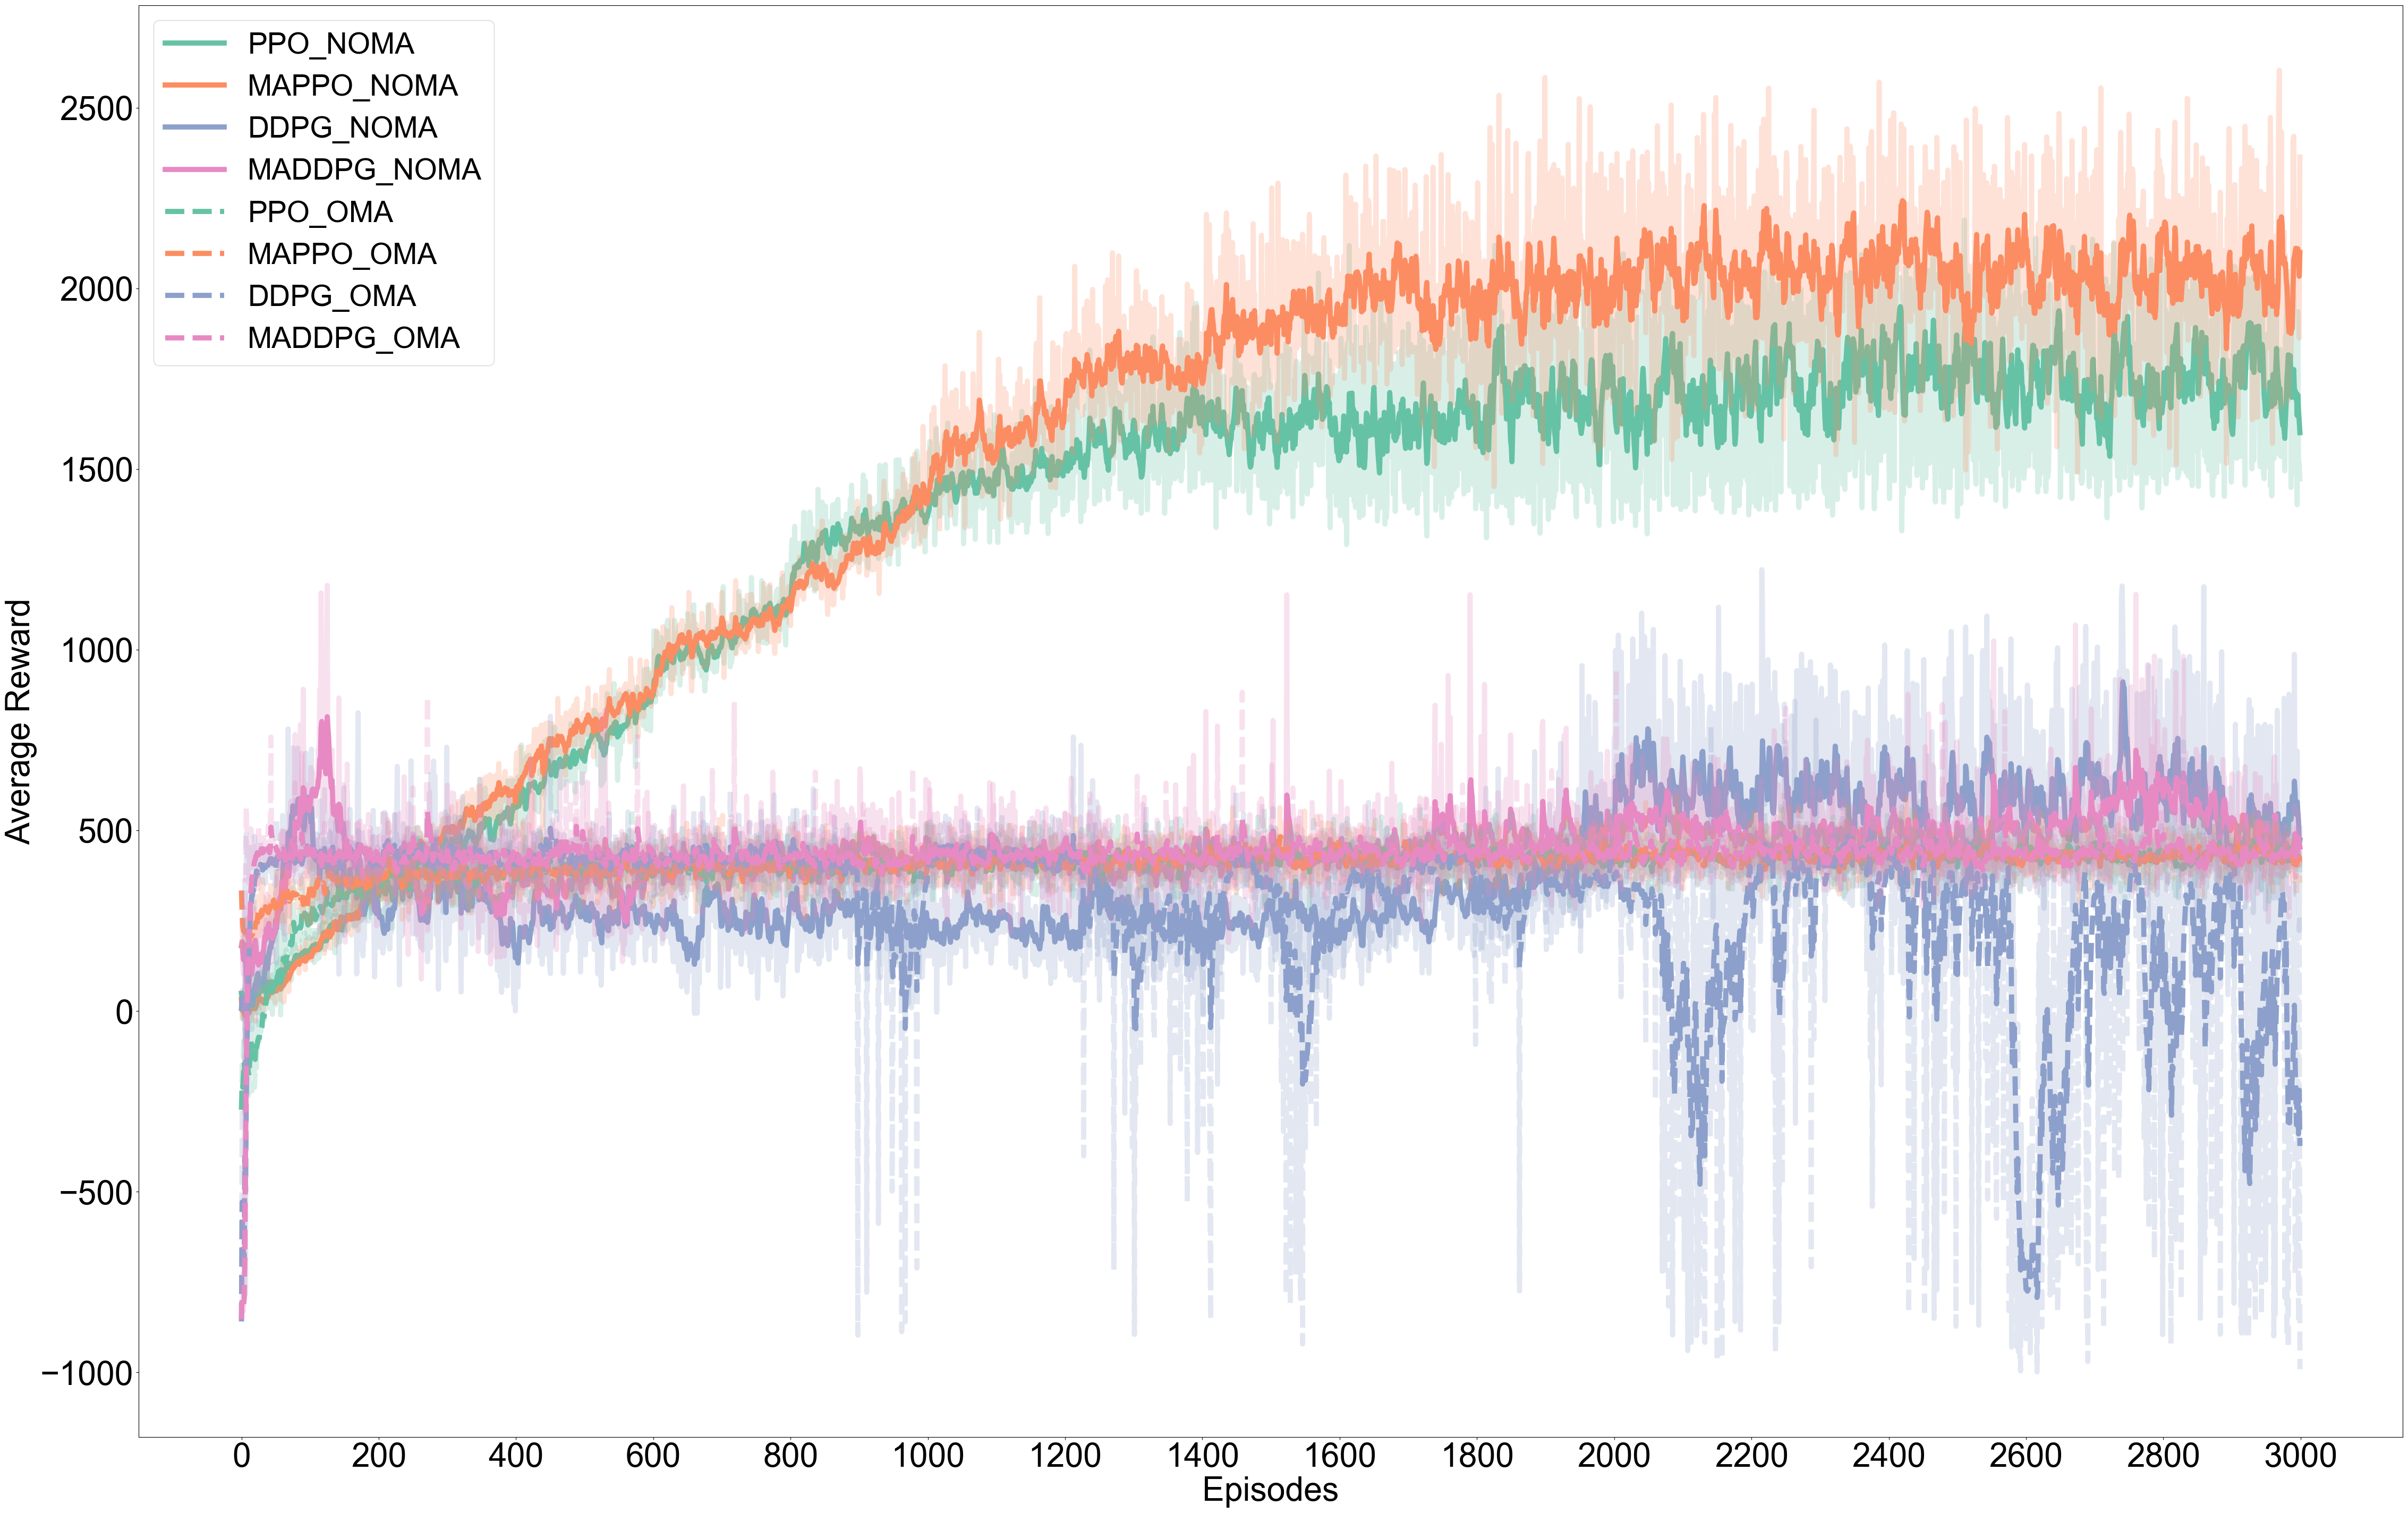 PPO_NOMA
MAPPO_NOMA
DDPG_NOMA
MADDPG_NOMA
PPO_OMA
MAPPO_OMA
DDPG_OMA
MADDPG_OMA
Average Reward
2500
2000
1500
1000
500
0
−500
−1000
0 200 400 600 800 1000 1200 1400 1600 1800 2000 2200 2400 2600 2800 3000
Episodes